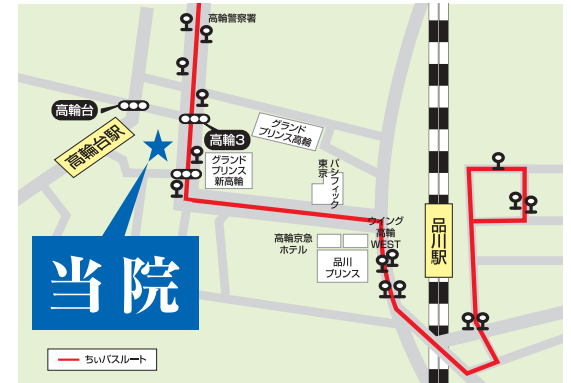 高輪警察署
高輪台
高輪3
高輪台駅
グランド
プリンス高輪
グランド
プリンス
新高輪
パシフィック
東京
ウイング
高輪
WEST
品川駅
高輪京急
ホテル
品川
プリンス
当院
ちぃバスルート